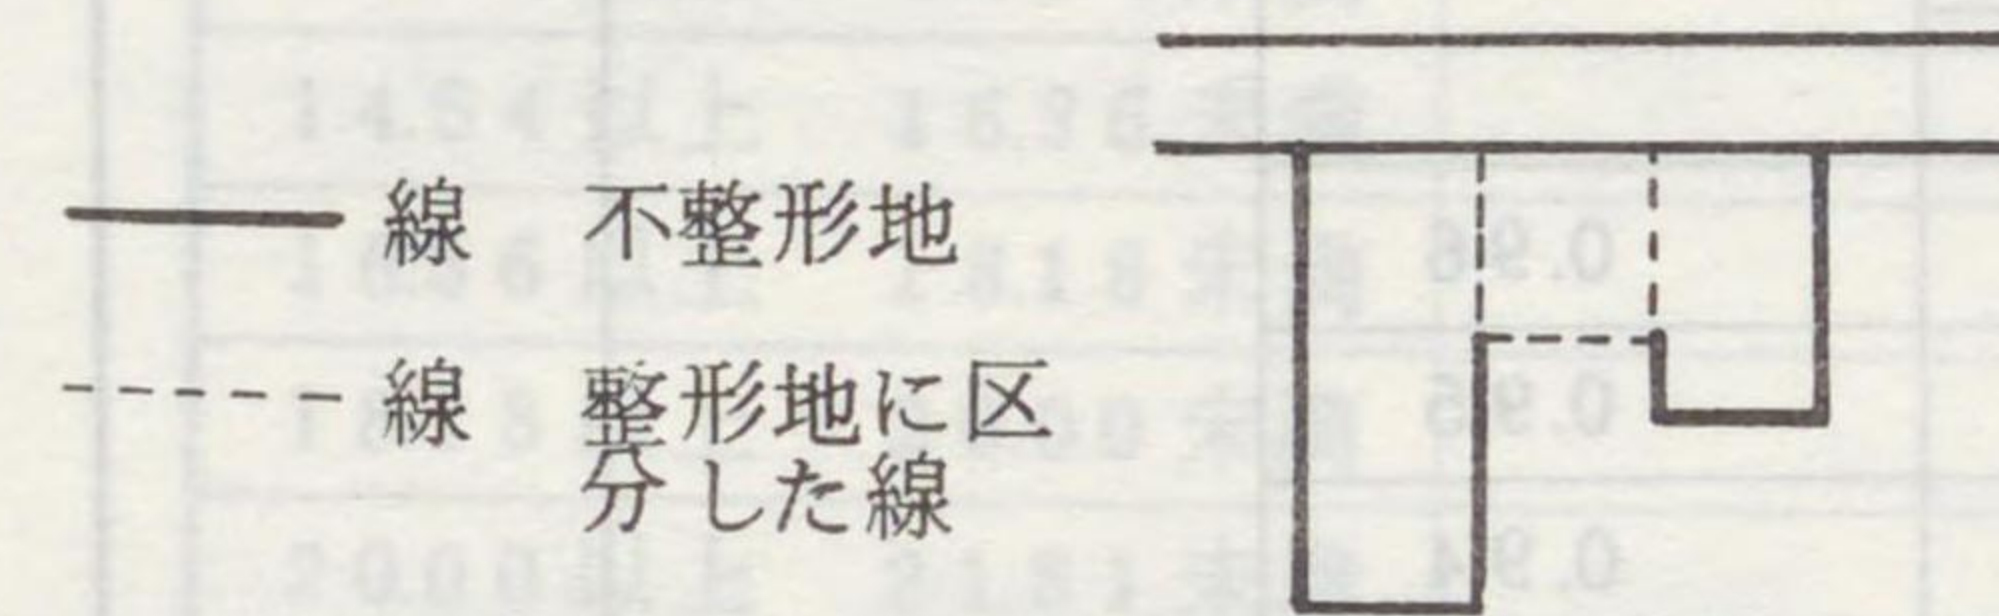 線 不整形地
線 整形地に区
分した線